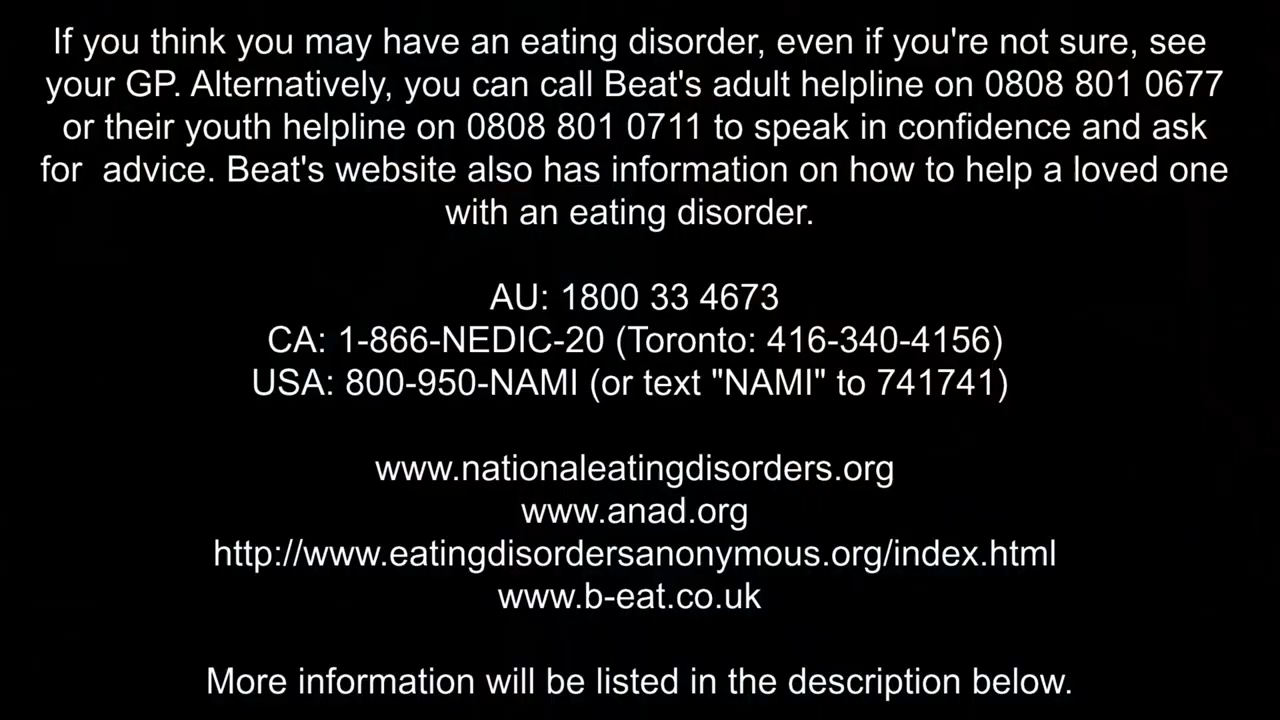 If you think you may have an eating disorder, even if you're not sure, see
your GP. Alternatively, you can call Beat's adult helpline on 0808 801 0677
or their youth helpline on 0808 801 0711 to speak in confidence and ask
for  advice. Beat's website also has information on how to help a loved one
with an eating disorder.
AU: 1800 33 4673
CA: 1-866-NEDIC-20 (Toronto: 416-340-4156)
USA: 800-950-NAMI (or text "NAMI" to 741741)
www.nationaleatingdisorders.org
www.anad.org
http://www.eatingdisordersanonymous.org/index.html
www.b-eat.co.uk
More information will be listed in the description below.